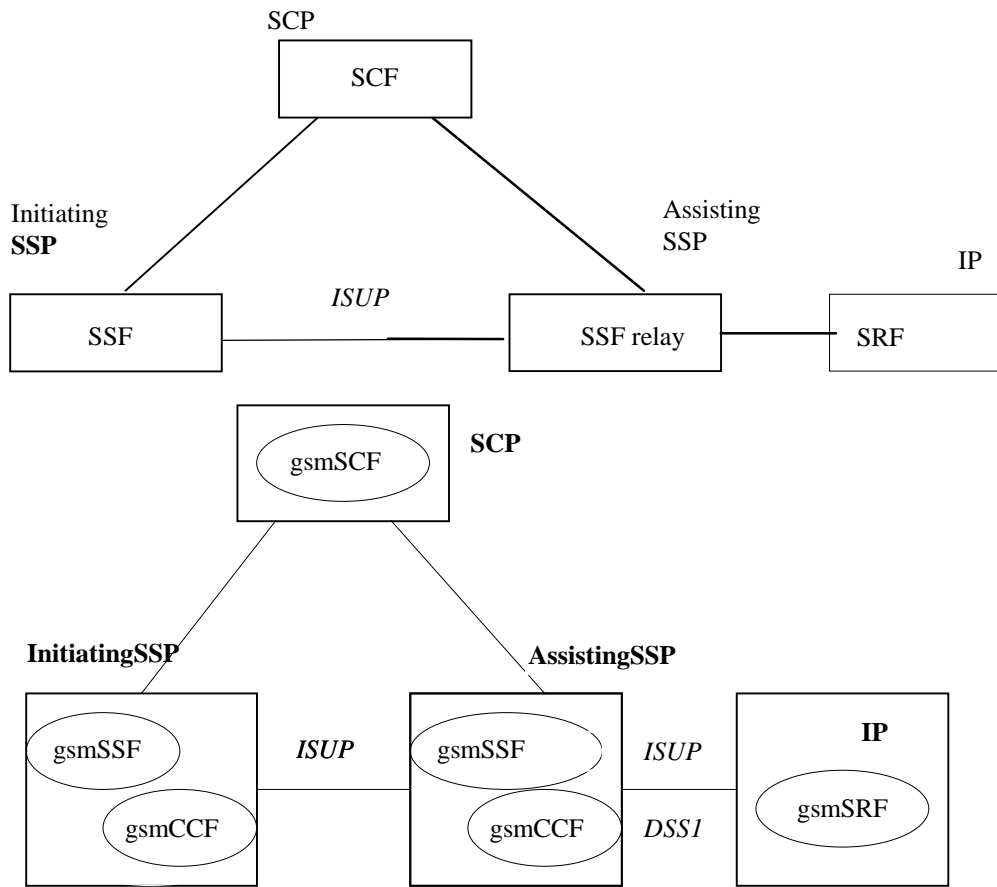 SCP
SCF
Initiating
SSP
Assisting
SSP
IP
ISUP
SSF
SSF relay
SRF
SCP
gsmSCF
InitiatingSSP
AssistingSSP
gsmSSF
ISUP
gsmSSF
ISUP
IP
gsmCCF
gsmCCF
DSS1
gsmSRF